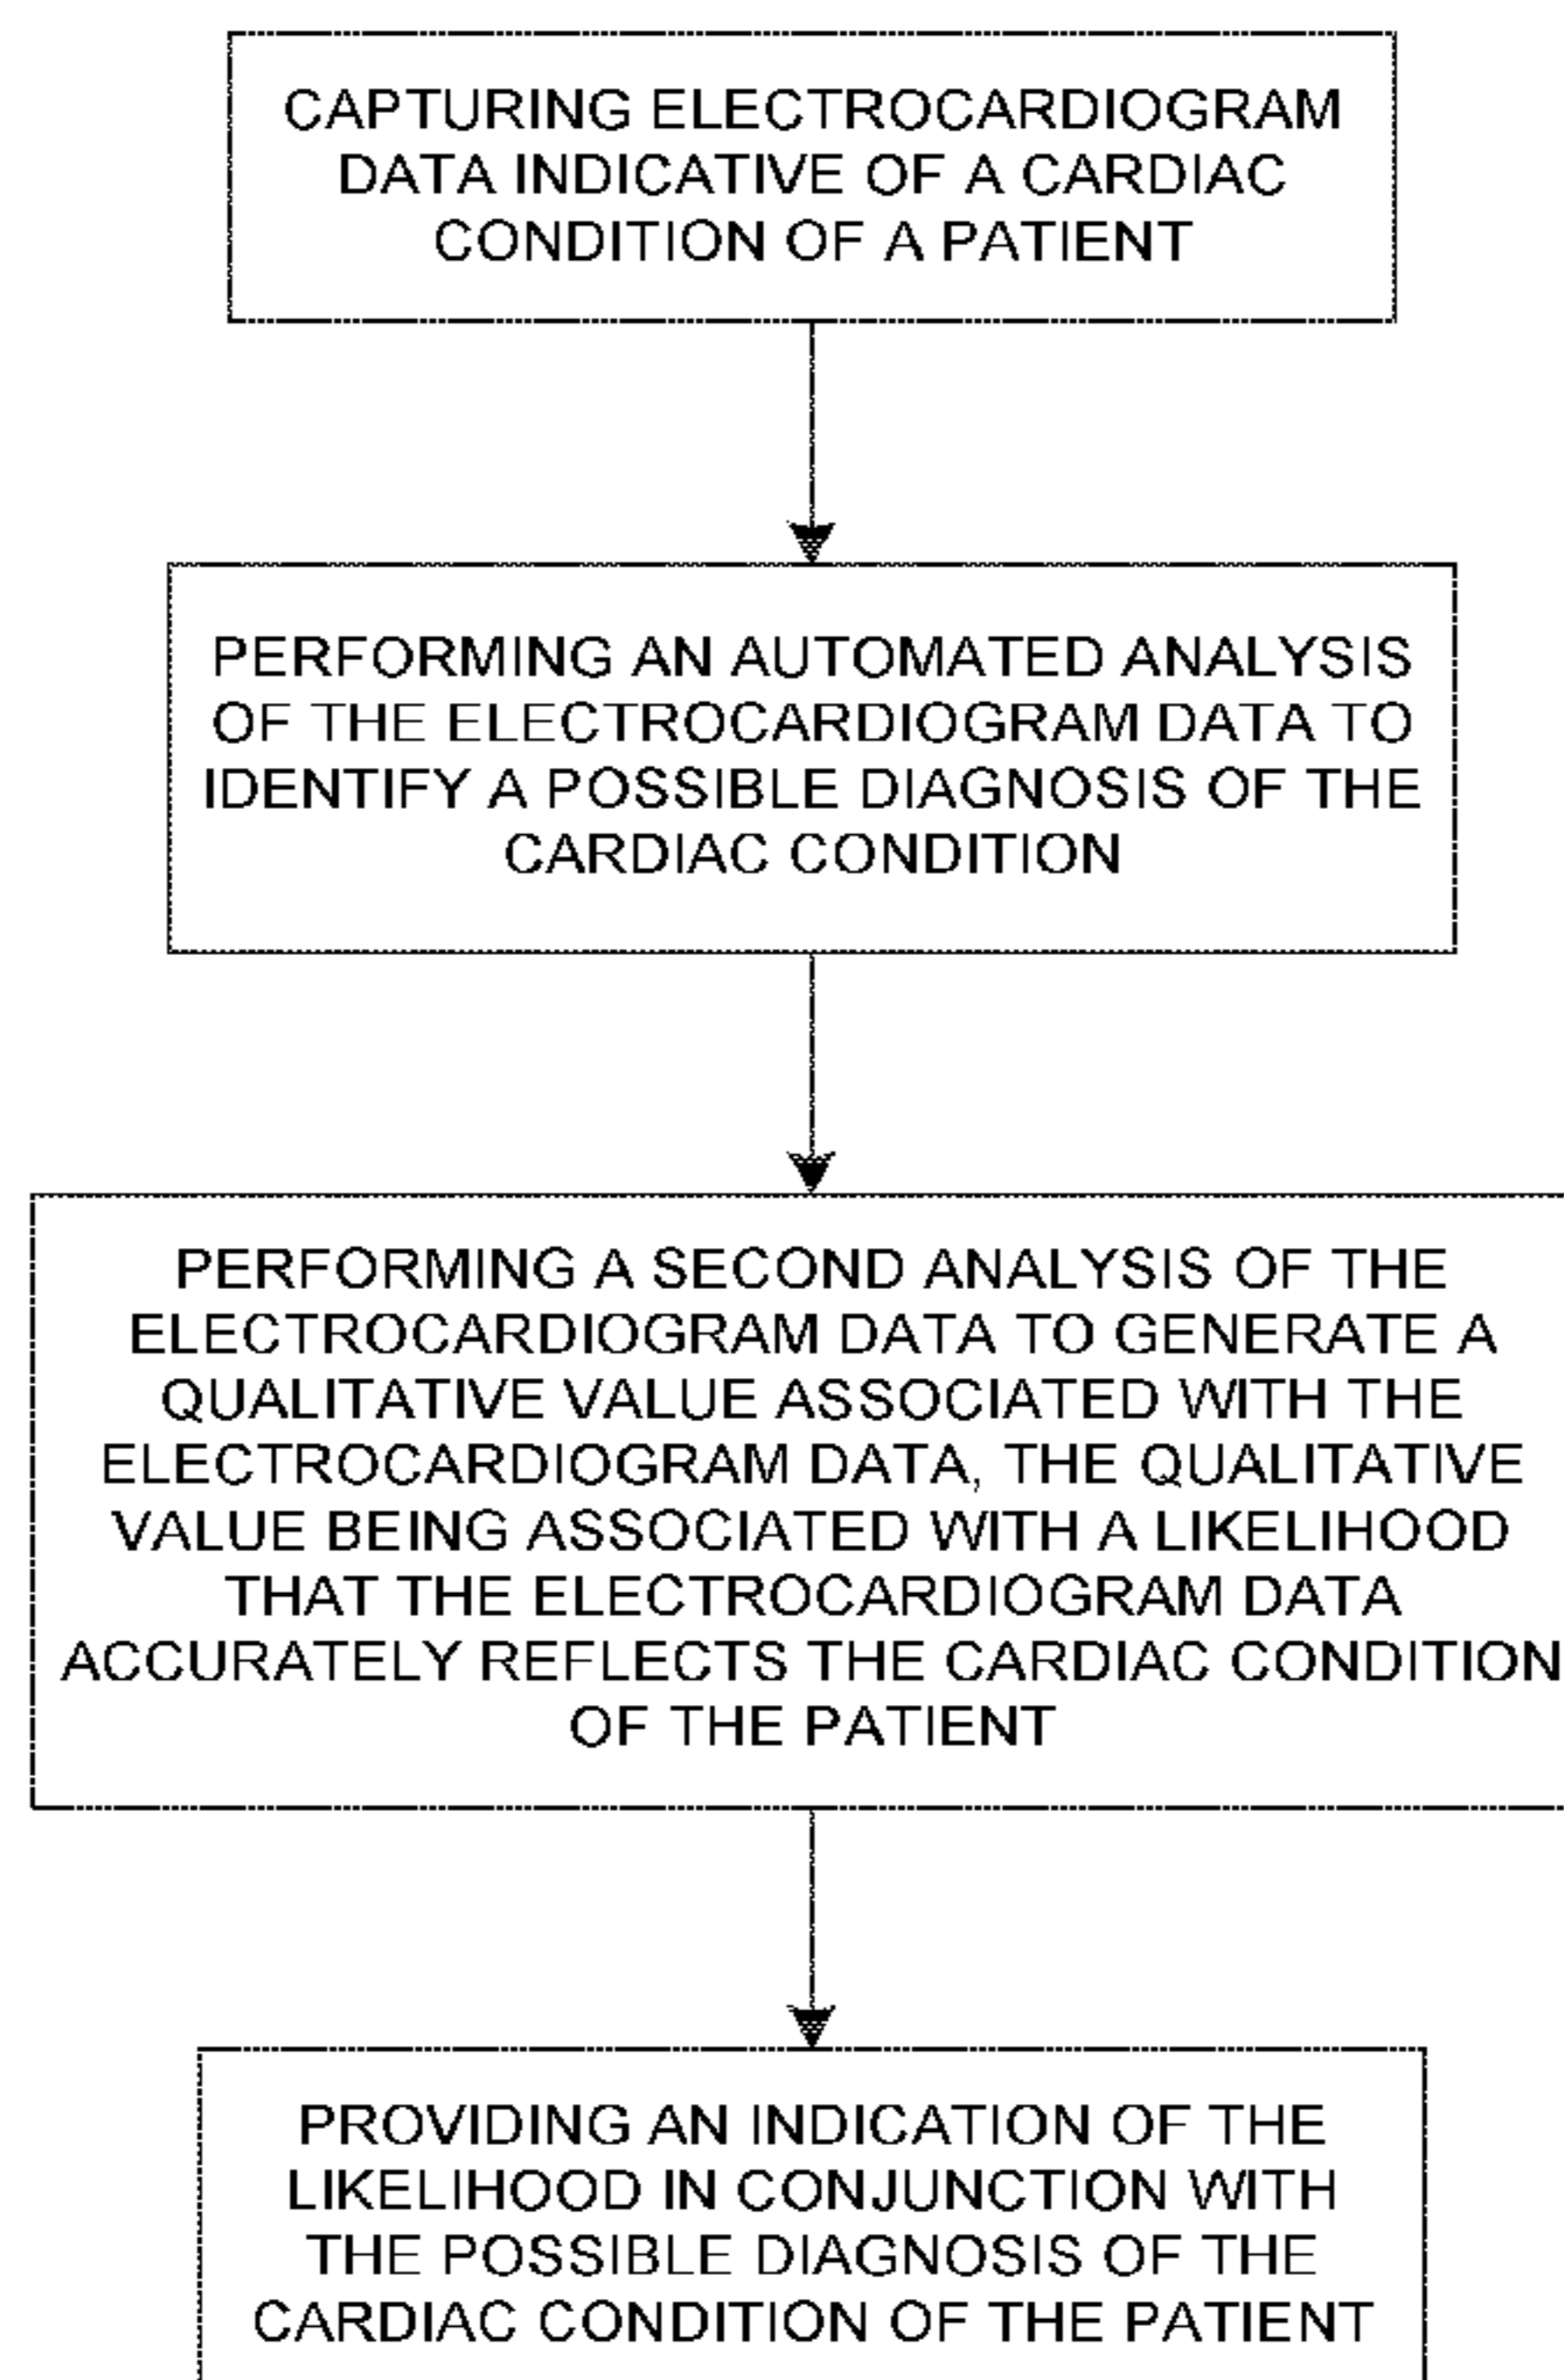 CAPTURING ELECTROCARDIOGRAM
DATA INDICATIVE OF A CARDIAC
CONDITION OF A PATIENT
PERFORMING AN AUTOMATED ANALYSIS
OF THE ELECTROCARDIOGRAM DATA TO
IDENTIFY A POSSIBLE DIAGNOSIS OF THE
CARDIAC CONDITION
PERFORMING A SECOND ANALYSIS OF THE
ELECTROCARDIOGRAM DATA TO GENERATE A
QUALITATIVE VALUE ASSOCIATED WITH THE
ELECTROCARDIOGRAM DATA, THE QUALITATIVE
VALUE BEING ASSOCIATED WITH A LIKELIHOOD
THAT THE ELECTROCARDIOGRAM DATA
ACCURATELY REFLECTS THE CARDIAC CONDITION
OF THE PATIENT
PROVIDING AN INDICATION OF THE
LIKELIHOOD IN CONJUNCTION WITH
THE POSSIBLE DIAGNOSIS OF THE
CARDIAC CONDITION OF THE PATIENT